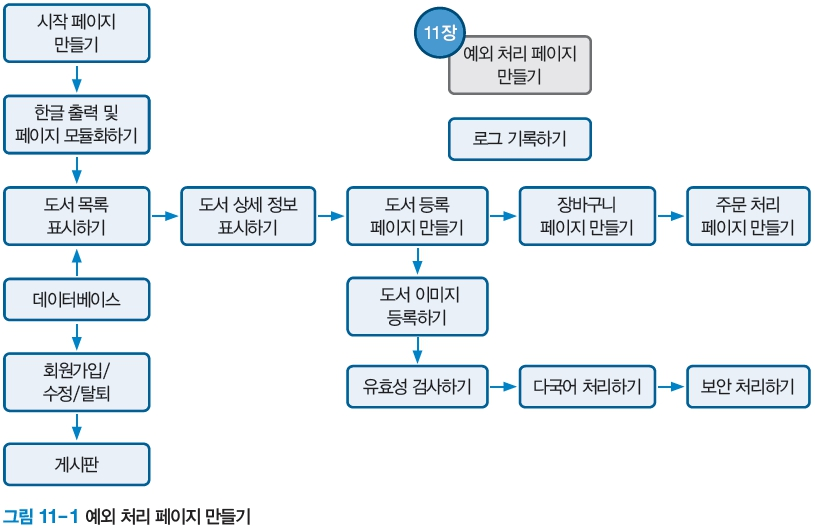 시작 페이지
만들기
11장
예외 처리 페이지
만들기
한글 출력 및
페이지 모듈화하기
로그 기록하기
도서 목록
표시하기
도서 상세 정보
표시하기
도서 등록
페이지 만들기
장바구니
페이지 만들기
주문 처리
페이지 만들기
데이터베이스
도서 이미지
등록하기
회원가입/
수정/탈퇴
유효성 검사하기
다국어 처리하기
보안 처리하기
게시판
그림 11-1 예외 처리 페이지 만들기